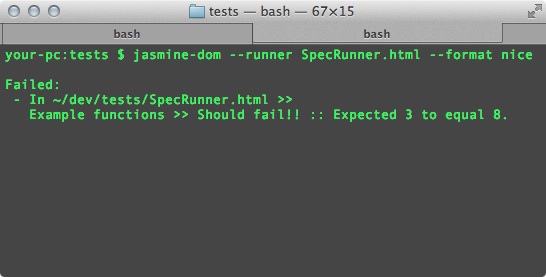 tests — bash — 67×15
bash bash
your-pc:tests $ jasmine-dom --runner SpecRunner.html --format nice
Failed:
- In ~/dev/tests/SpecRunner.html >>
Example functions >> Should fail!! :: Expected 3 to equal 8.